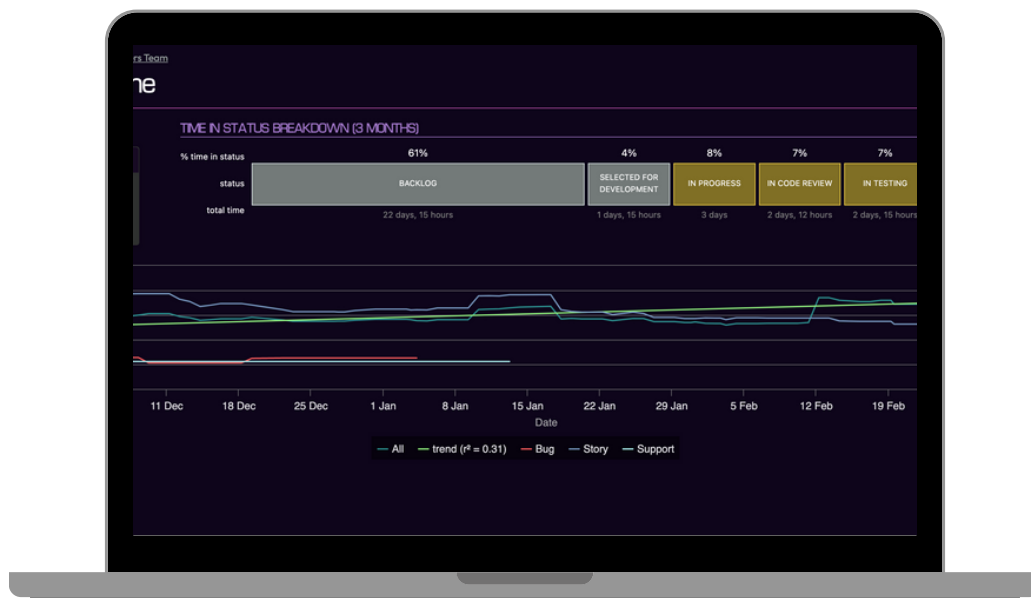 rs Team
ne
TIME IN STATUS BREAKDOWN (3 MONTHS)
% time in status 61% 4% 8% 7% 7%
status BACKLOG SELECTED FOR DEVELOPMENT IN PROGRESS IN CODE REVIEW IN TESTING
total time 22 days, 15 hours 1 days, 15 hours 3 days 2 days, 12 hours 2 days, 15 hours
11 Dec 18 Dec 25 Dec 1 Jan 8 Jan 15 Jan 22 Jan 29 Jan 5 Feb 12 Feb 19 Feb
Date
All trend (r² = 0.31) Bug Story Support